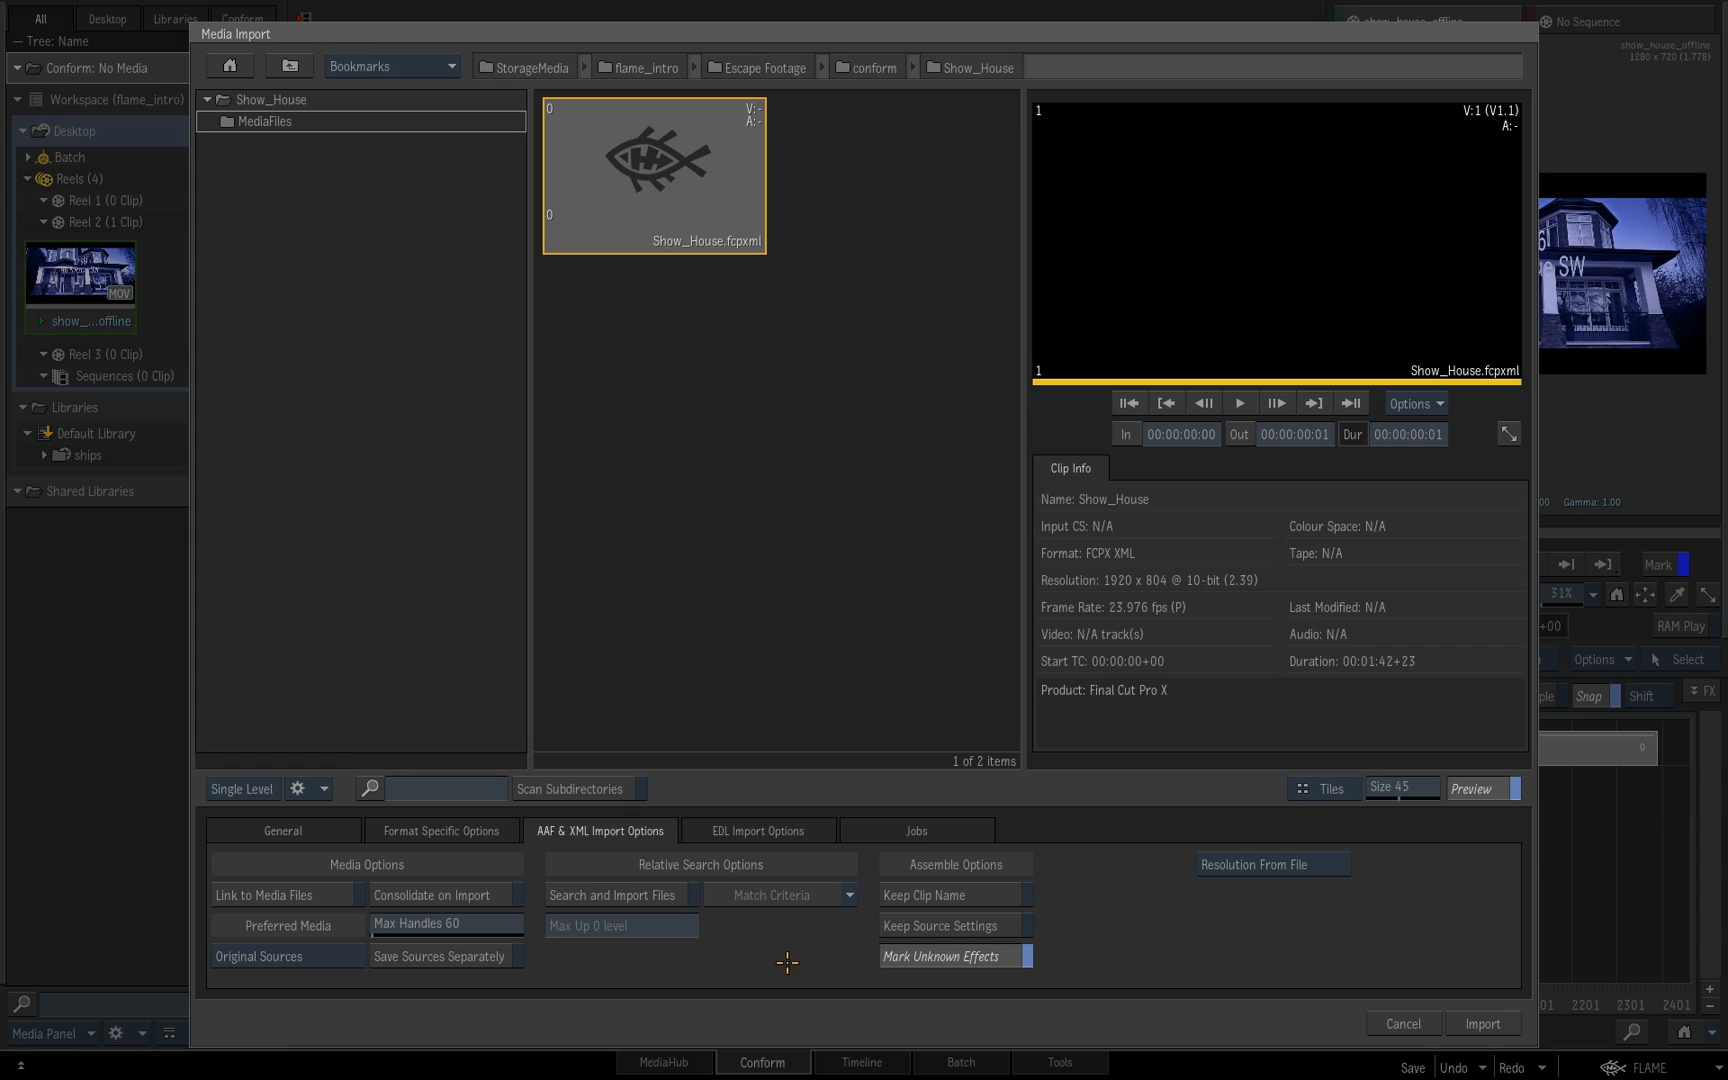 All
Desktop
Libraries
Conform
show_house_offline
No Sequence
Tree: Name
Media Import
show_house_offline
1280 x 720 (1.778)
Conform: No Media
Bookmarks
StorageMedia
flame_intro
Escape Footage
conform
Show_House
Workspace (flame_intro)
Desktop
Batch
Reels (4)
Reel 1 (0 Clip)
Reel 2 (1 Clip)
MOV
show_...offline
Reel 3 (0 Clip)
Sequences (0 Clip)
Libraries
Default Library
ships
Shared Libraries
Show_House
MediaFiles
0
V:-
A:-
0
Show_House.fcpxml
1
V:1 (V1.1)
A:-
1
Show_House.fcpxml
SW
Options
In
00:00:00:00
Out
00:00:00:01
Dur
00:00:00:01
Clip Info
Name: Show_House
Input CS: N/A
Colour Space: N/A
Format: FCPX XML
Tape: N/A
Resolution: 1920 x 804 @ 10-bit (2.39)
Frame Rate: 23.976 fps (P)
Last Modified: N/A
Video: N/A track(s)
Audio: N/A
Start TC: 00:00:00+00
Duration: 00:01:42+23
Product: Final Cut Pro X
1 of 2 items
00 Gamma: 1.00
Mark
31%
+00
RAM Play
Options
Select
ple
Snap
Shift
FX
0
Single Level
Scan Subdirectories
Tiles
Size 45
Preview
General
Format Specific Options
AAF & XML Import Options
EDL Import Options
Jobs
Media Options
Relative Search Options
Assemble Options
Resolution From File
Link to Media Files
Consolidate on Import
Search and Import Files
Match Criteria
Keep Clip Name
Preferred Media
Max Handles 60
Max Up 0 level
Keep Source Settings
Original Sources
Save Sources Separately
Mark Unknown Effects
01 2201 2301 2401
Cancel
Import
Media Panel
MediaHub
Conform
Timeline
Batch
Tools
Save
Undo
Redo
FLAME